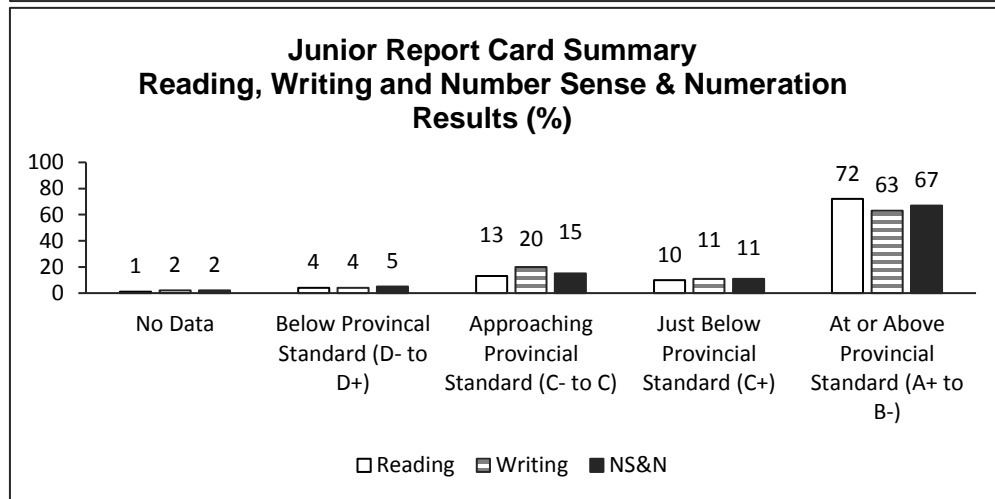 Junior Report Card Summary
Reading, Writing and Number Sense & Numeration
Results (%)
100
80
60
40
20
0
1 2 2
4 4 5
13 20 15
10 11 11
72 63 67
No Data
Below Provincal
Standard (D- to
D+)
Approaching
Provincial
Standard (C- to C)
Just Below
Provincial
Standard (C+)
At or Above
Provincial
Standard (A+ to
B-)
Reading Writing NS&N